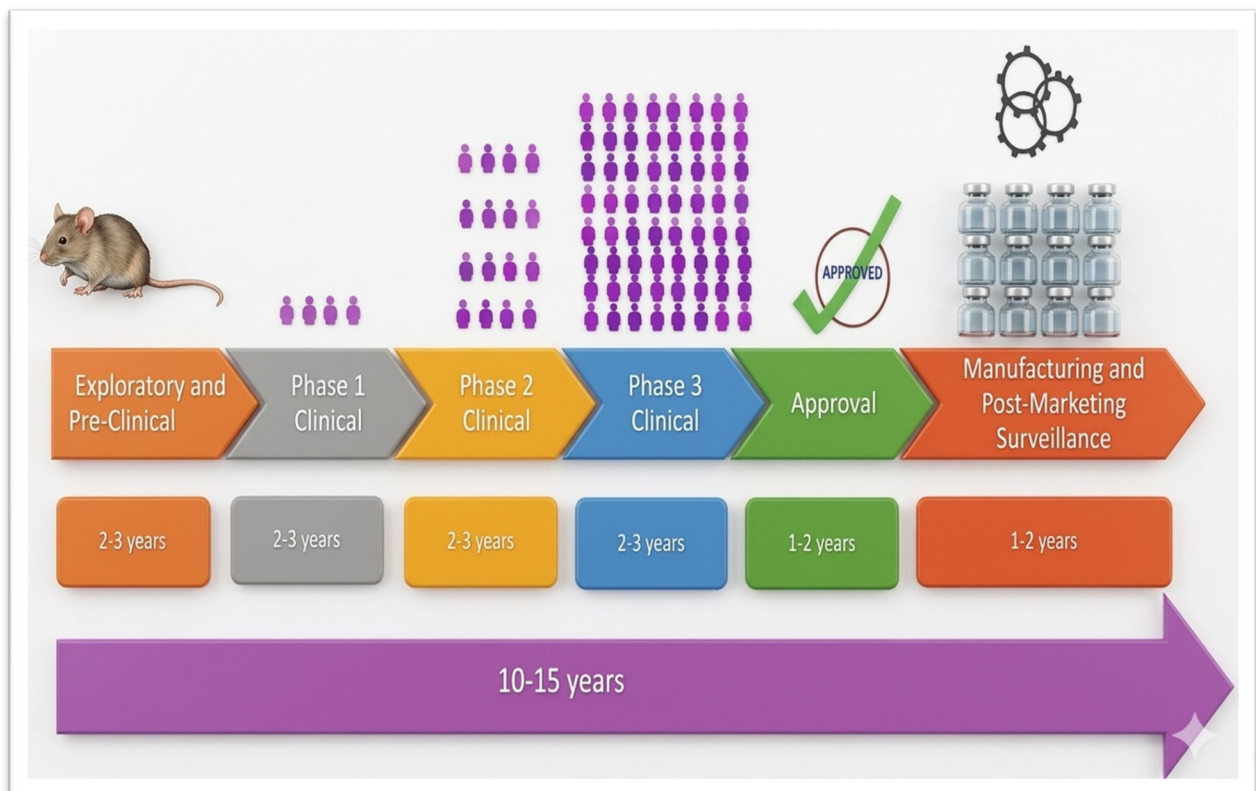 APPROVED
Exploratory and
Pre-Clinical
Phase 1
Clinical
Phase 2
Clinical
Phase 3
Clinical
Approval
Manufacturing and
Post-Marketing
Surveillance
2-3 years
2-3 years
2-3 years
2-3 years
1-2 years
1-2 years
10-15 years